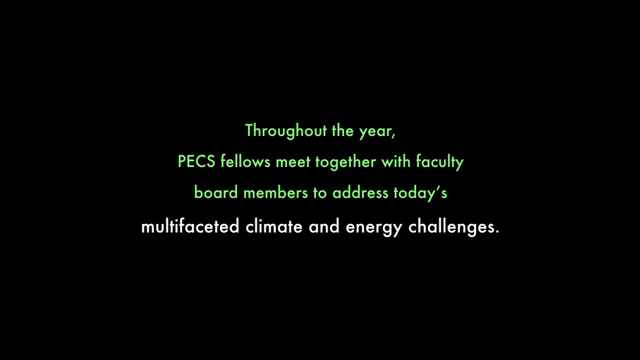 Throughout the year,
PECS fellows meet together with faculty
board members to address today’s
multifaceted climate and energy challenges.